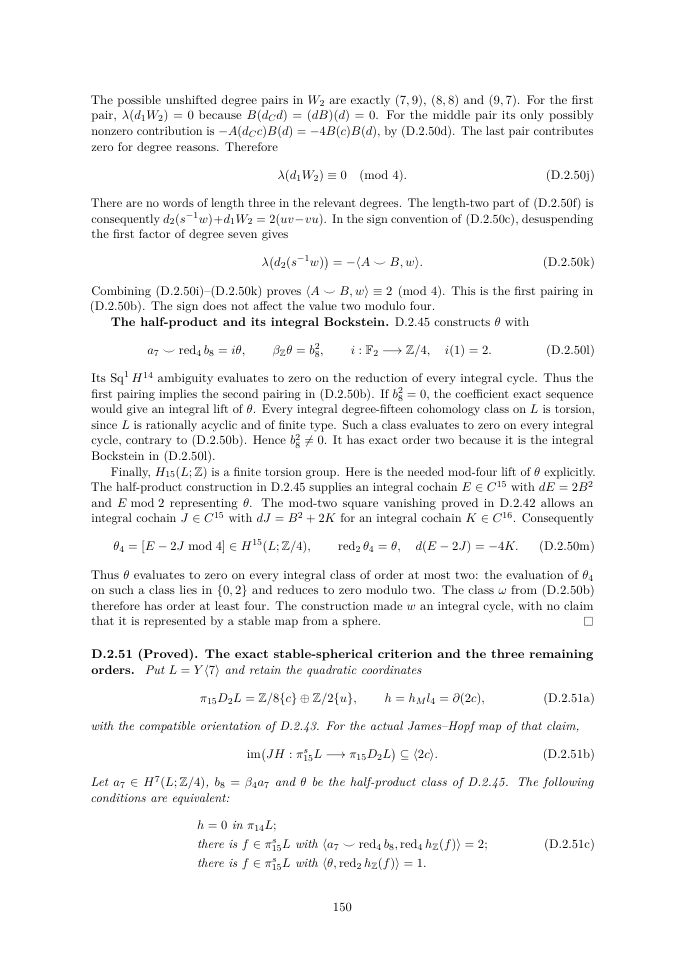 The possible unshifted degree pairs in W₂ are exactly (7, 9), (8, 8) and (9, 7). For the first
pair, λ(d₁W₂) = 0 because B(d_C d) = (dB)(d) = 0. For the middle pair its only possibly
nonzero contribution is −A(d_C c)B(d) = −4B(c)B(d), by (D.2.50d). The last pair contributes
zero for degree reasons. Therefore
λ(d₁W₂) ≡ 0 (mod 4). (D.2.50j)
There are no words of length three in the relevant degrees. The length-two part of (D.2.50f) is
consequently d₂(s⁻¹w)+d₁W₂ = 2(uv−vu). In the sign convention of (D.2.50c), desuspending
the first factor of degree seven gives
λ(d₂(s⁻¹w)) = −⟨A ⌣ B, w⟩. (D.2.50k)
Combining (D.2.50i)–(D.2.50k) proves ⟨A ⌣ B, w⟩ ≡ 2 (mod 4). This is the first pairing in
(D.2.50b). The sign does not affect the value two modulo four.
The half-product and its integral Bockstein. D.2.45 constructs θ with
a₇ ⌣ red₄ b₈ = iθ, β_ℤθ = b₈², i : 𝔽₂ ⟶ ℤ/4, i(1) = 2. (D.2.50l)
Its Sq¹ H¹⁴ ambiguity evaluates to zero on the reduction of every integral cycle. Thus the
first pairing implies the second pairing in (D.2.50b). If b₈² = 0, the coefficient exact sequence
would give an integral lift of θ. Every integral degree-fifteen cohomology class on L is torsion,
since L is rationally acyclic and of finite type. Such a class evaluates to zero on every integral
cycle, contrary to (D.2.50b). Hence b₈² ≠ 0. It has exact order two because it is the integral
Bockstein in (D.2.50l).
Finally, H₁₅(L; ℤ) is a finite torsion group. Here is the needed mod-four lift of θ explicitly.
The half-product construction in D.2.45 supplies an integral cochain E ∈ C¹⁵ with dE = 2B²
and E mod 2 representing θ. The mod-two square vanishing proved in D.2.42 allows an
integral cochain J ∈ C¹⁵ with dJ = B² + 2K for an integral cochain K ∈ C¹⁶. Consequently
θ₄ = [E − 2J mod 4] ∈ H¹⁵(L; ℤ/4), red₂ θ₄ = θ, d(E − 2J) = −4K. (D.2.50m)
Thus θ evaluates to zero on every integral class of order at most two: the evaluation of θ₄
on such a class lies in {0, 2} and reduces to zero modulo two. The class ω from (D.2.50b)
therefore has order at least four. The construction made w an integral cycle, with no claim
that it is represented by a stable map from a sphere. □
D.2.51 (Proved). The exact stable-spherical criterion and the three remaining
orders. Put L = Y⟨7⟩ and retain the quadratic coordinates
π₁₅D₂L = ℤ/8{c} ⊕ ℤ/2{u}, h = h_M l₄ = ∂(2c), (D.2.51a)
with the compatible orientation of D.2.43. For the actual James–Hopf map of that claim,
im(JH : π₁₅ˢL ⟶ π₁₅D₂L) ⊆ ⟨2c⟩. (D.2.51b)
Let a₇ ∈ H⁷(L; ℤ/4), b₈ = β₄a₇ and θ be the half-product class of D.2.45. The following
conditions are equivalent:
h = 0 in π₁₄L;
there is f ∈ π₁₅ˢL with ⟨a₇ ⌣ red₄ b₈, red₄ h_ℤ(f)⟩ = 2; (D.2.51c)
there is f ∈ π₁₅ˢL with ⟨θ, red₂ h_ℤ(f)⟩ = 1.
150